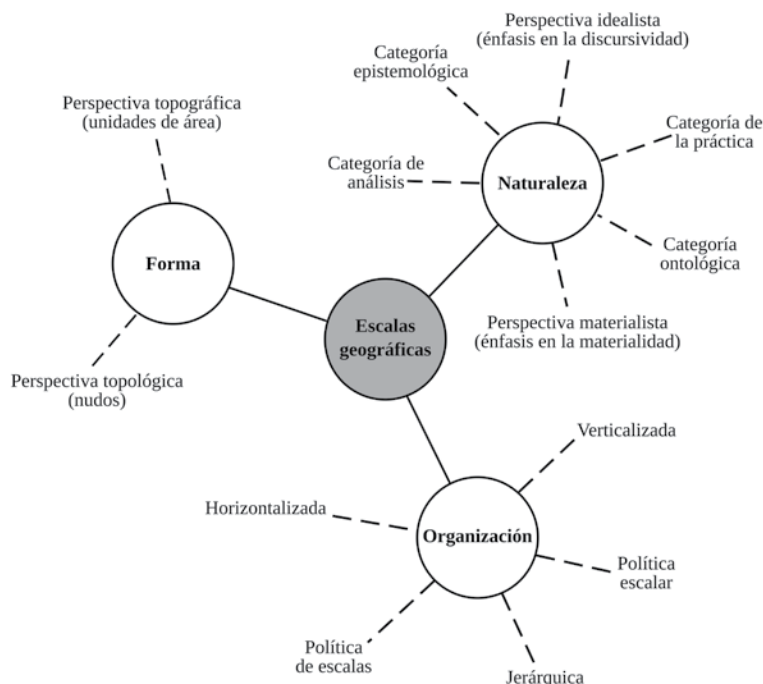 Perspectiva idealista
(énfasis en la discursividad)
Categoría
epistemológica
Perspectiva topográfica
(unidades de área)
Categoría de
la práctica
Categoría de
análisis
Naturaleza
Forma
Categoría
ontológica
Escalas
geográficas
Perspectiva materialista
(énfasis en la materialidad)
Perspectiva topológica
(nudos)
Verticalizada
Horizontalizada
Organización
Política
escalar
Política
de escalas
Jerárquica